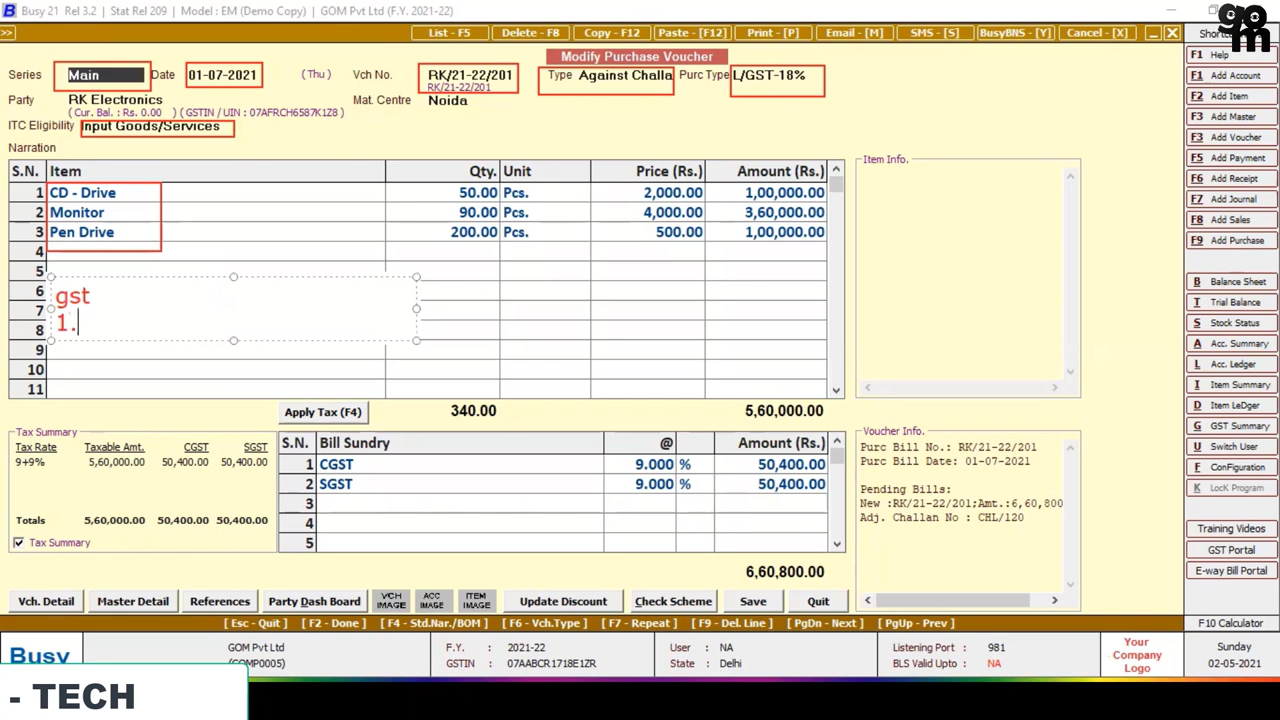 Busy 21 Rel 3.2 | Stat Rel 209 | Model : EM (Demo Copy) | GOM Pvt Ltd (F.Y. 2021-22)
gom
>> List - F5 Delete - F8 Copy - F12 Paste - [F12] Print - [P] Email - [M] SMS - [S] BusyBNS - [Y] Cancel - [X]
Modify Purchase Voucher
Series Main Date 01-07-2021 (Thu) Vch No. RK/21-22/201 Type Against Challa Purc Type L/GST-18%
RK/21-22/201
Party RK Electronics Mat. Centre Noida
( Cur. Bal. : Rs. 0.00 ) (GSTIN / UIN : 07AFRCH6587K1Z8 )
ITC Eligibility Input Goods/Services
Narration
S.N. Item Qty. Unit Price (Rs.) Amount (Rs.)
1 CD - Drive 50.00 Pcs. 2,000.00 1,00,000.00
2 Monitor 90.00 Pcs. 4,000.00 3,60,000.00
3 Pen Drive 200.00 Pcs. 500.00 1,00,000.00
4
5
6
7
8
9
10
11
gst
1.
Apply Tax (F4) 340.00 5,60,000.00
Item Info.
Tax Summary
Tax Rate Taxable Amt. CGST SGST
9+9% 5,60,000.00 50,400.00 50,400.00
Totals 5,60,000.00 50,400.00 50,400.00
Tax Summary
S.N. Bill Sundry @ Amount (Rs.)
1 CGST 9.000 % 50,400.00
2 SGST 9.000 % 50,400.00
3
4
5
6,60,800.00
Voucher Info.
Purc Bill No.: RK/21-22/201
Purc Bill Date: 01-07-2021
Pending Bills:
New :RK/21-22/201;Amt.:6,60,800
Adj. Challan No : CHL/120
Vch. Detail Master Detail References Party Dash Board VCH IMAGE ACC IMAGE ITEM IMAGE Update Discount Check Scheme Save Quit
[ Esc - Quit ] [ F2 - Done ] [ F4 - Std.Nar./BOM ] [ F6 - Vch.Type ] [ F7 - Repeat ] [ F9 - Del. Line ] [ PgDn - Next ] [ PgUp - Prev ]
F1 Help
F1 Add Account
F2 Add Item
F3 Add Master
F3 Add Voucher
F5 Add Payment
F6 Add Receipt
F7 Add Journal
F8 Add Sales
F9 Add Purchase
B Balance Sheet
T Trial Balance
S Stock Status
A Acc. Summary
L Acc. Ledger
I Item Summary
D Item LeDger
G GST Summary
U Switch User
F Configuration
K LocK Program
Training Videos
GST Portal
E-way Bill Portal
F10 Calculator
Busy GOM Pvt Ltd F.Y. : 2021-22 User : NA Listening Port : 981 Your Company Logo Sunday
(COMP0005) GSTIN : 07AABCR1718E1ZR State : Delhi BLS Valid Upto : NA 02-05-2021
- TECH